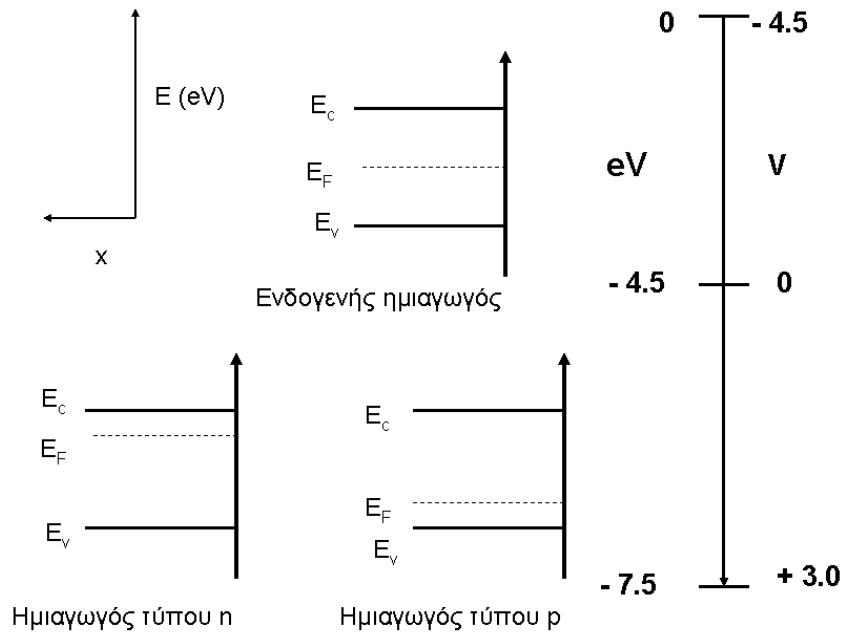 E (eV)
x
E_c
E_F
E_v
Ενδογενής ημιαγωγός
0
- 4.5
eV
V
- 4.5
0
- 7.5
+ 3.0
E_c
E_F
E_v
Ημιαγωγός τύπου n
E_c
E_F
E_v
Ημιαγωγός τύπου p